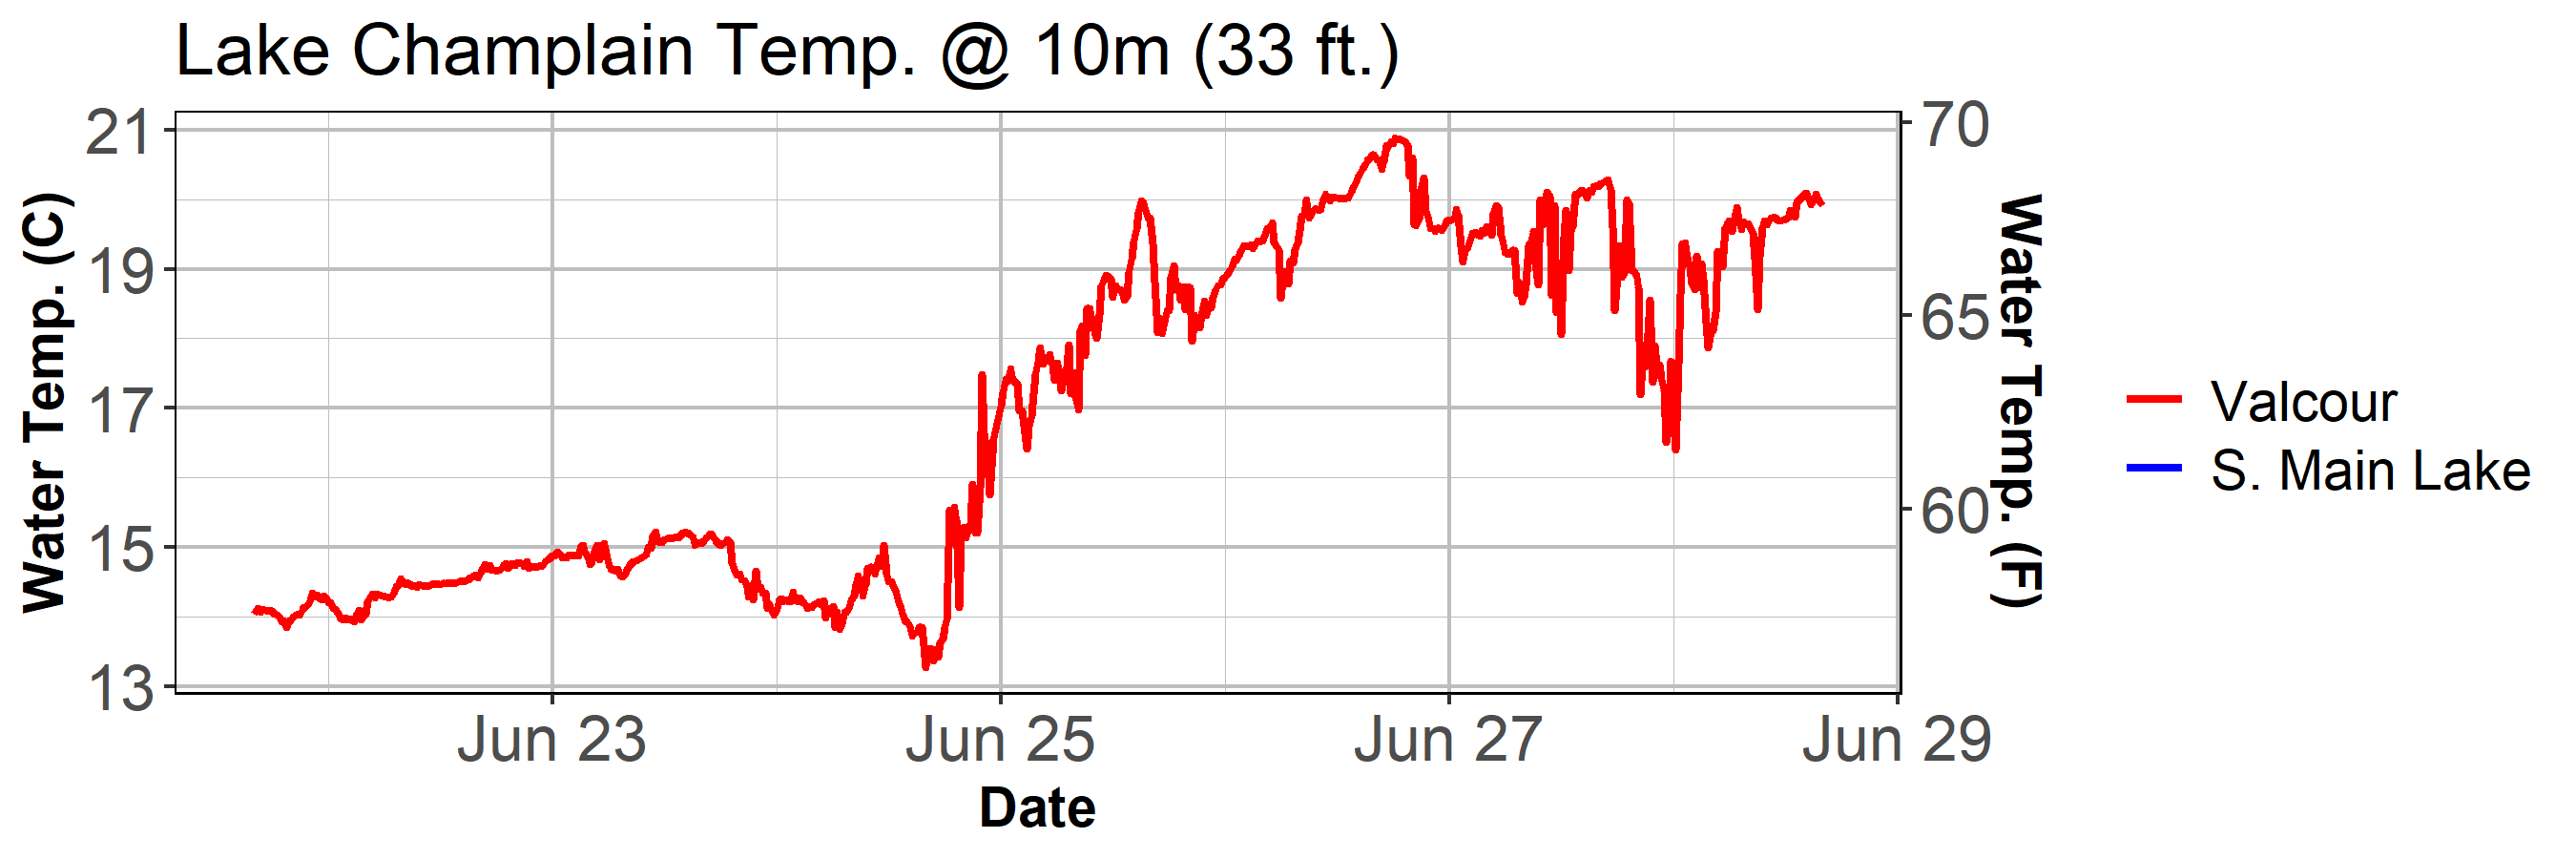 Lake Champlain Temp. @ 10m (33 ft.)
21
19
17
15
13
Water Temp. (C)
70
65
60
Water Temp. (F)
Jun 23
Jun 25
Jun 27
Jun 29
Date
Valcour
S. Main Lake